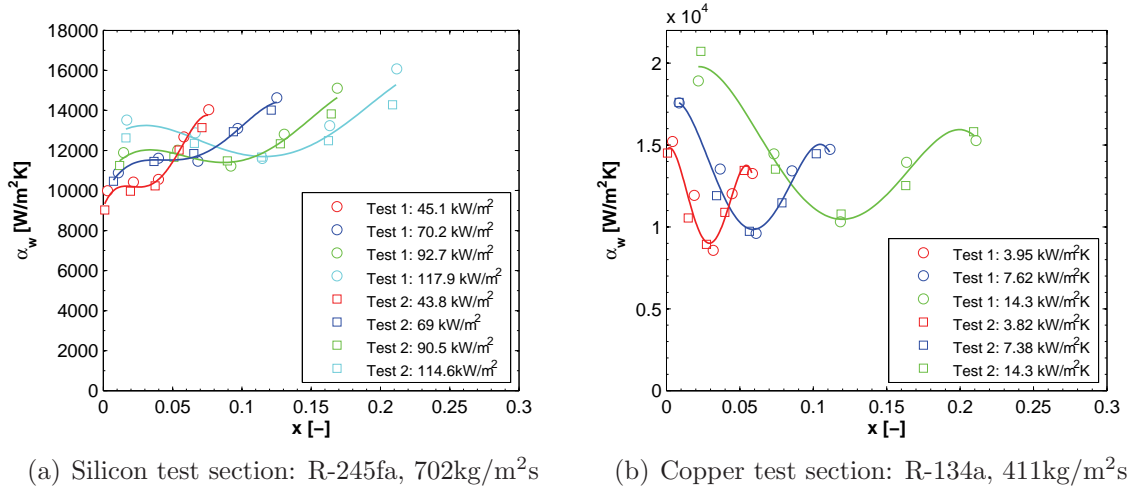 18000
16000
14000
12000
10000
8000
6000
4000
2000
0
α_w [W/m²K]
0 0.05 0.1 0.15 0.2 0.25 0.3
x [−]
Test 1: 45.1 kW/m²
Test 1: 70.2 kW/m²
Test 1: 92.7 kW/m²
Test 1: 117.9 kW/m²
Test 2: 43.8 kW/m²
Test 2: 69 kW/m²
Test 2: 90.5 kW/m²
Test 2: 114.6kW/m²
(a) Silicon test section: R-245fa, 702kg/m²s
x 10⁴
2
1.5
1
0.5
0
α_w [W/m²K]
0 0.05 0.1 0.15 0.2 0.25 0.3
x [−]
Test 1: 3.95 kW/m²K
Test 1: 7.62 kW/m²K
Test 1: 14.3 kW/m²K
Test 2: 3.82 kW/m²K
Test 2: 7.38 kW/m²K
Test 2: 14.3 kW/m²K
(b) Copper test section: R-134a, 411kg/m²s